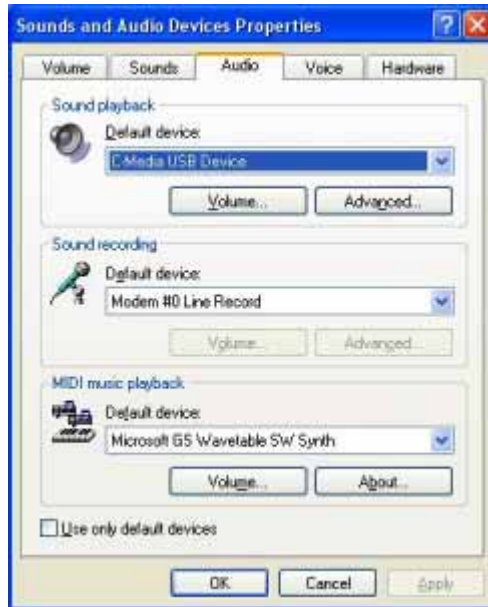 Sounds and Audio Devices Properties
Volume Sounds Audio Voice Hardware
Sound playback
Default device:
C-Media USB Device
Volume... Advanced...
Sound recording
Default device:
Modem #0 Line Record
Volume... Advanced...
MIDI music playback
Default device:
Microsoft GS Wavetable SW Synth
Volume... About...
Use only default devices
OK Cancel Apply